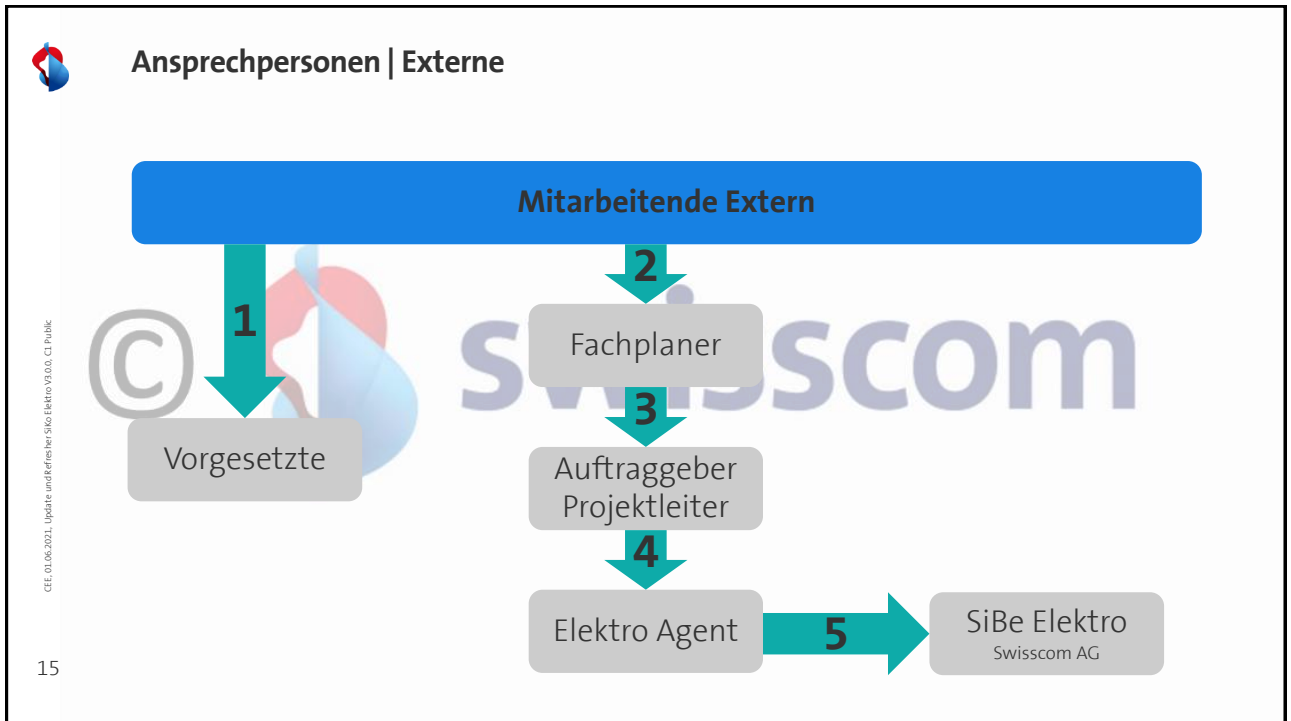 Ansprechpersonen | Externe
Mitarbeitende Extern
1
2
Fachplaner
3
Vorgesetzte
Auftraggeber
Projektleiter
4
Elektro Agent
5
SiBe Elektro
Swisscom AG
© swisscom
CEE, 01.06.2021, Update und Refresher SiKo Elektro V3.0.0, C1 Public
15